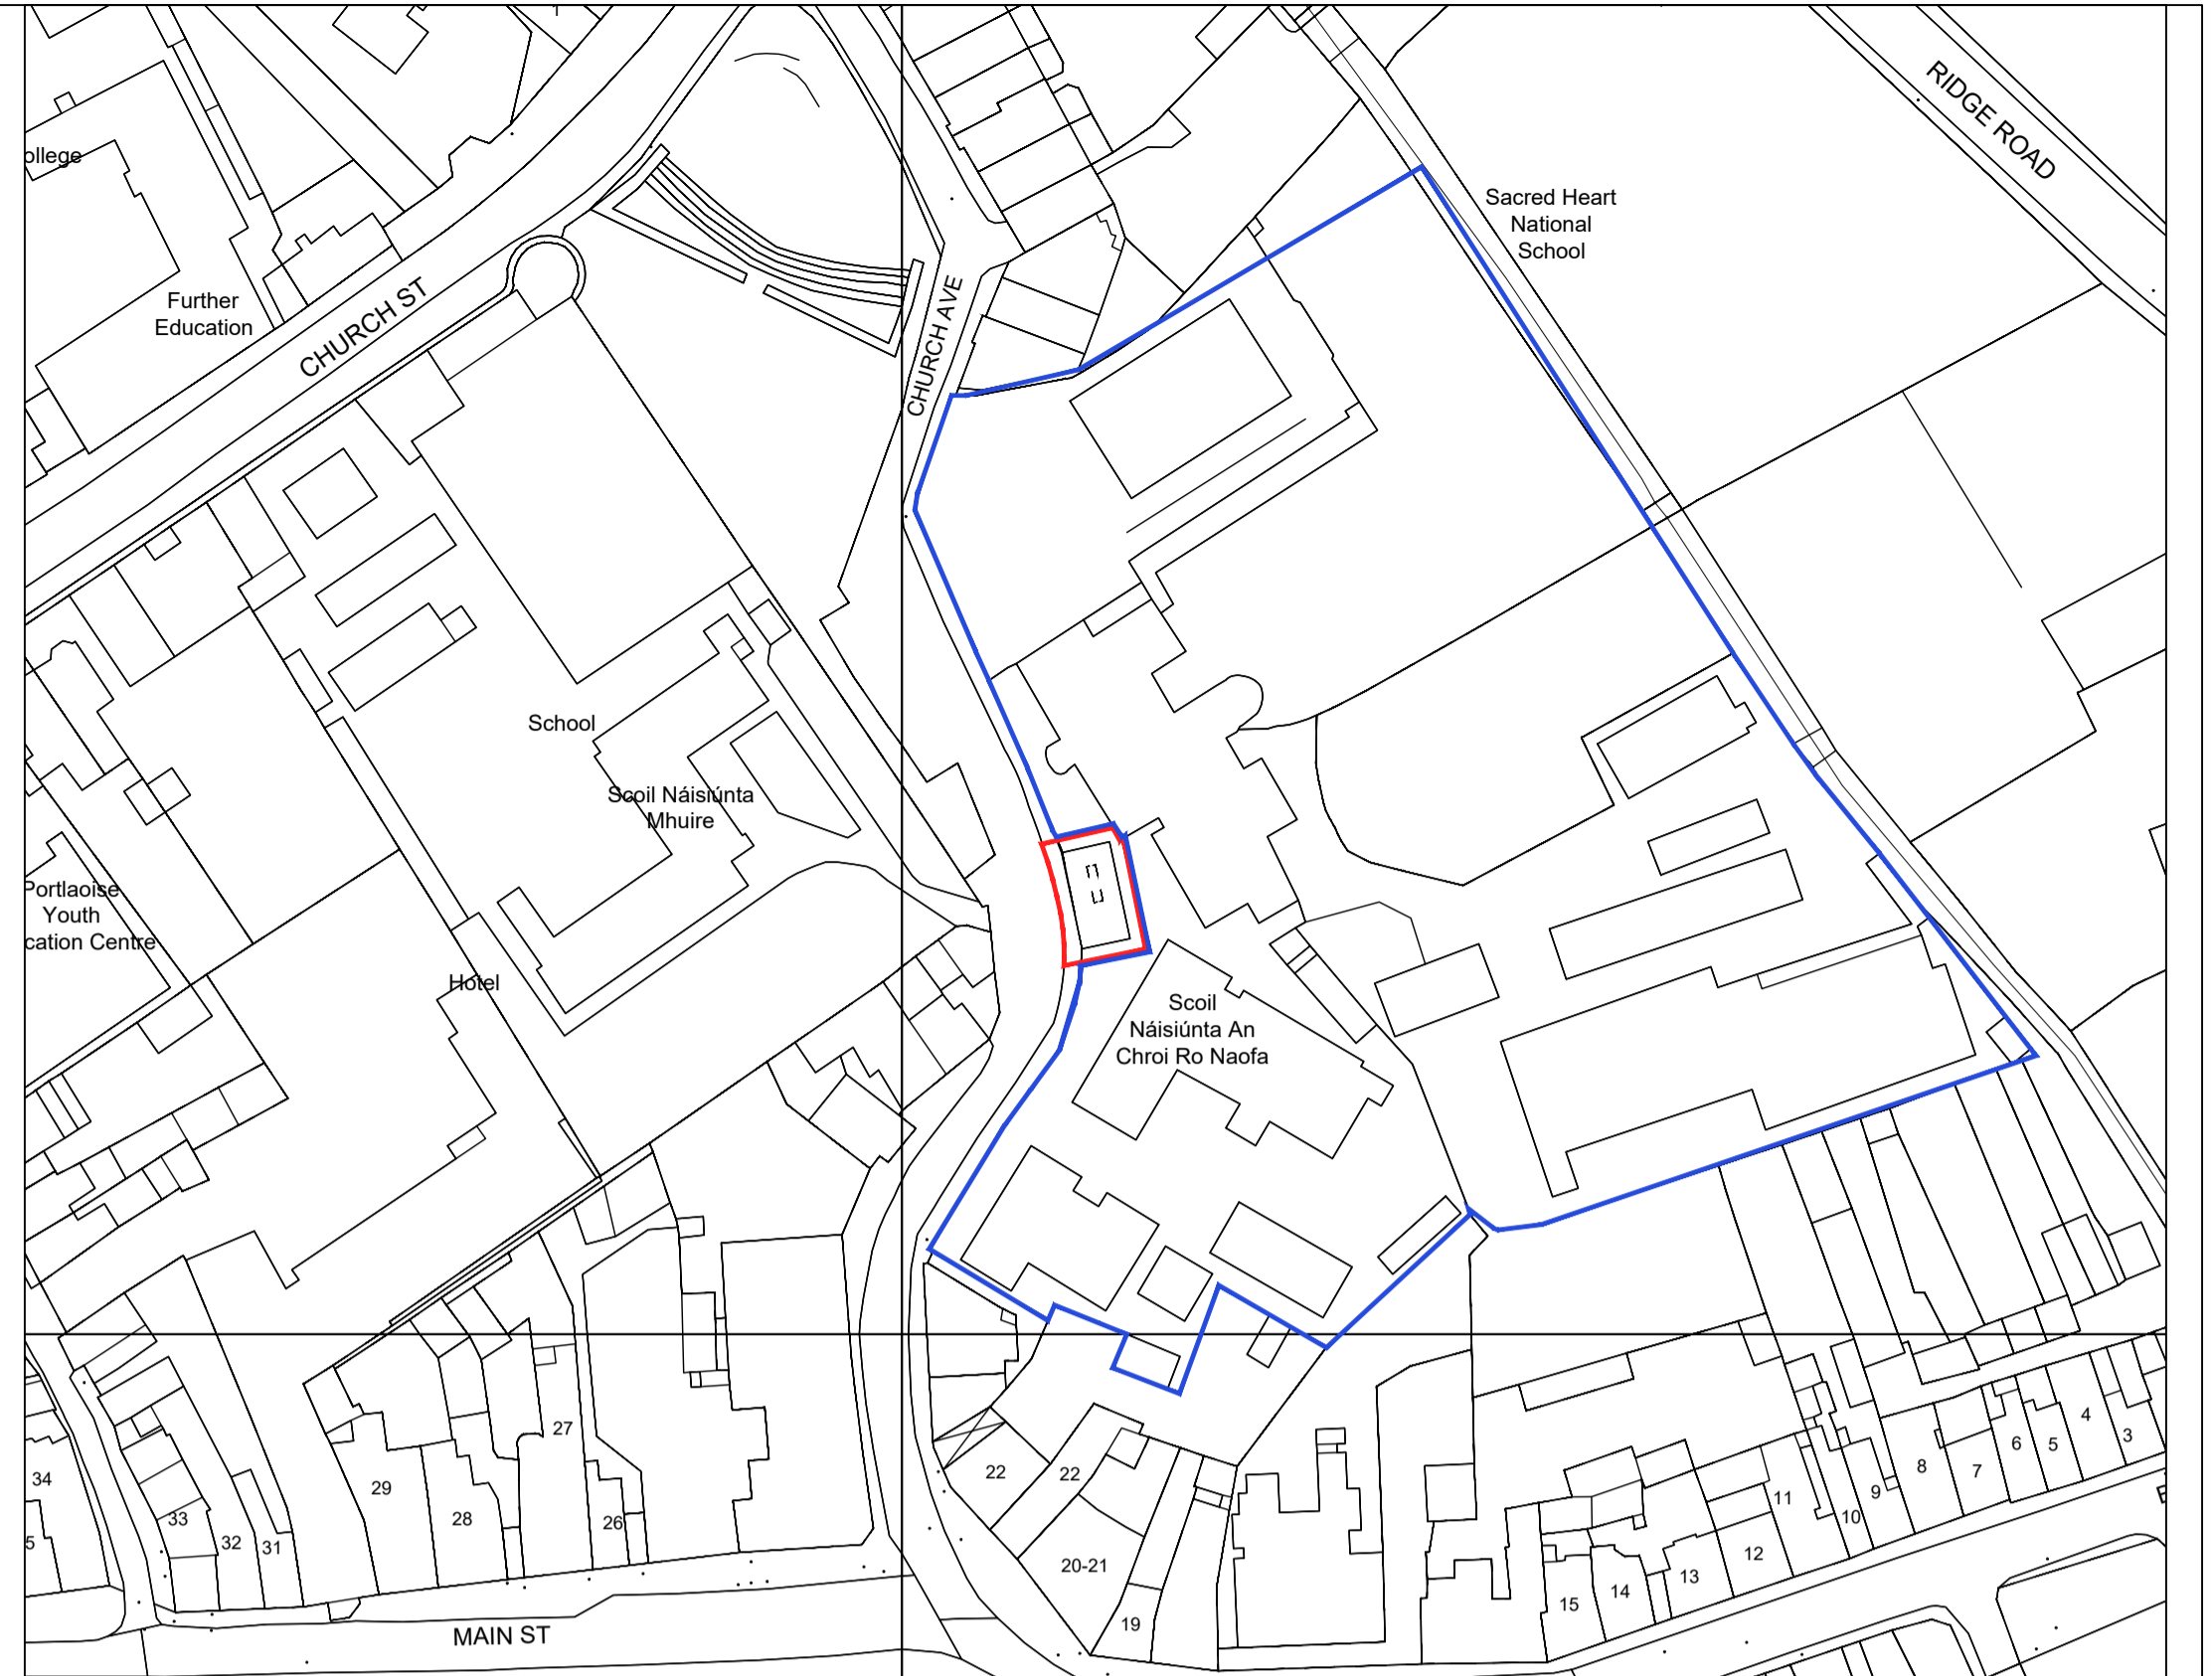 RIDGE ROAD
ollege
Sacred Heart
National
School
Further
Education
CHURCH ST
CHURCH AVE
School
Scoil Náisiúnta
Mhuire
Portlaoise
Youth
cation Centre
Hotel
Scoil
Náisiúnta An
Chroi Ro Naofa
34
5
33
32
31
29
28
27
26
22
22
20-21
19
15
14
13
12
11
10
9
8
7
6
5
4
3
MAIN ST